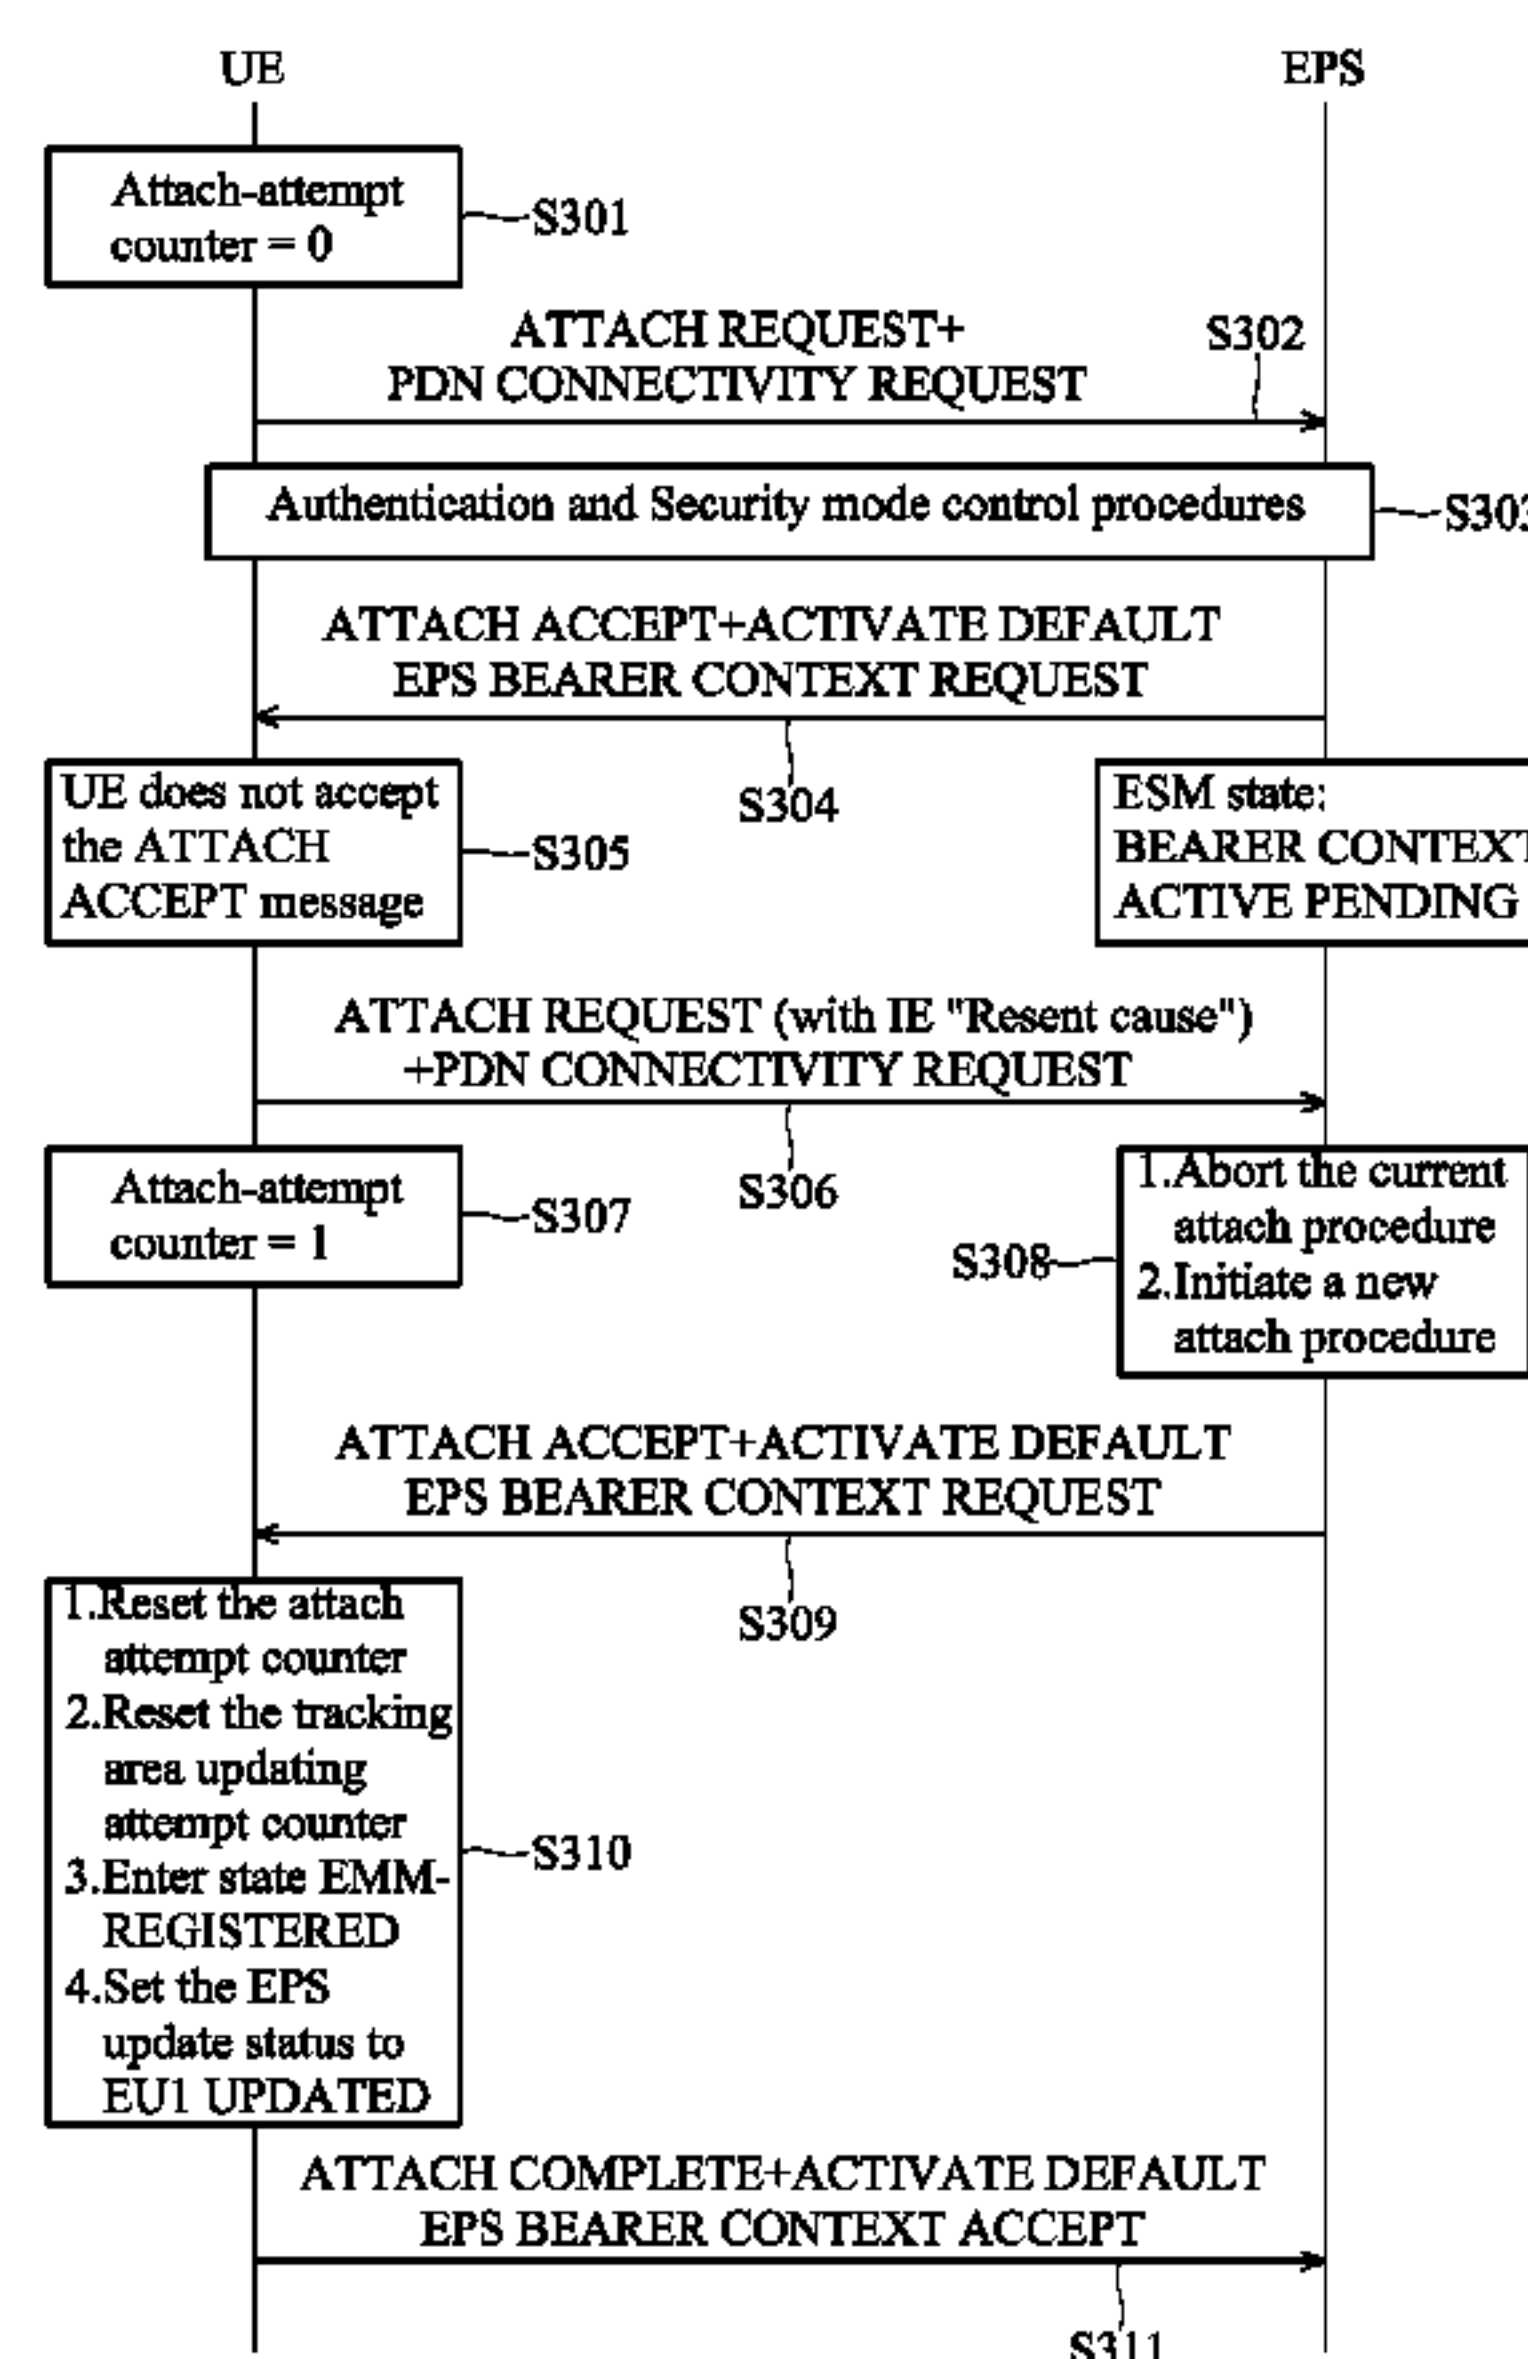 UE
EPS
Attach-attempt
counter = 0
S301
ATTACH REQUEST+
PDN CONNECTIVITY REQUEST
S302
Authentication and Security mode control procedures
S303
ATTACH ACCEPT+ACTIVATE DEFAULT
EPS BEARER CONTEXT REQUEST
S304
UE does not accept
the ATTACH
ACCEPT message
S305
ESM state:
BEARER CONTEXT
ACTIVE PENDING
ATTACH REQUEST (with IE "Resent cause")
+PDN CONNECTIVITY REQUEST
S306
Attach-attempt
counter = 1
S307
S308
1.Abort the current
attach procedure
2.Initiate a new
attach procedure
ATTACH ACCEPT+ACTIVATE DEFAULT
EPS BEARER CONTEXT REQUEST
S309
1.Reset the attach
attempt counter
2.Reset the tracking
area updating
attempt counter
3.Enter state EMM-
REGISTERED
4.Set the EPS
update status to
EU1 UPDATED
S310
ATTACH COMPLETE+ACTIVATE DEFAULT
EPS BEARER CONTEXT ACCEPT
S311